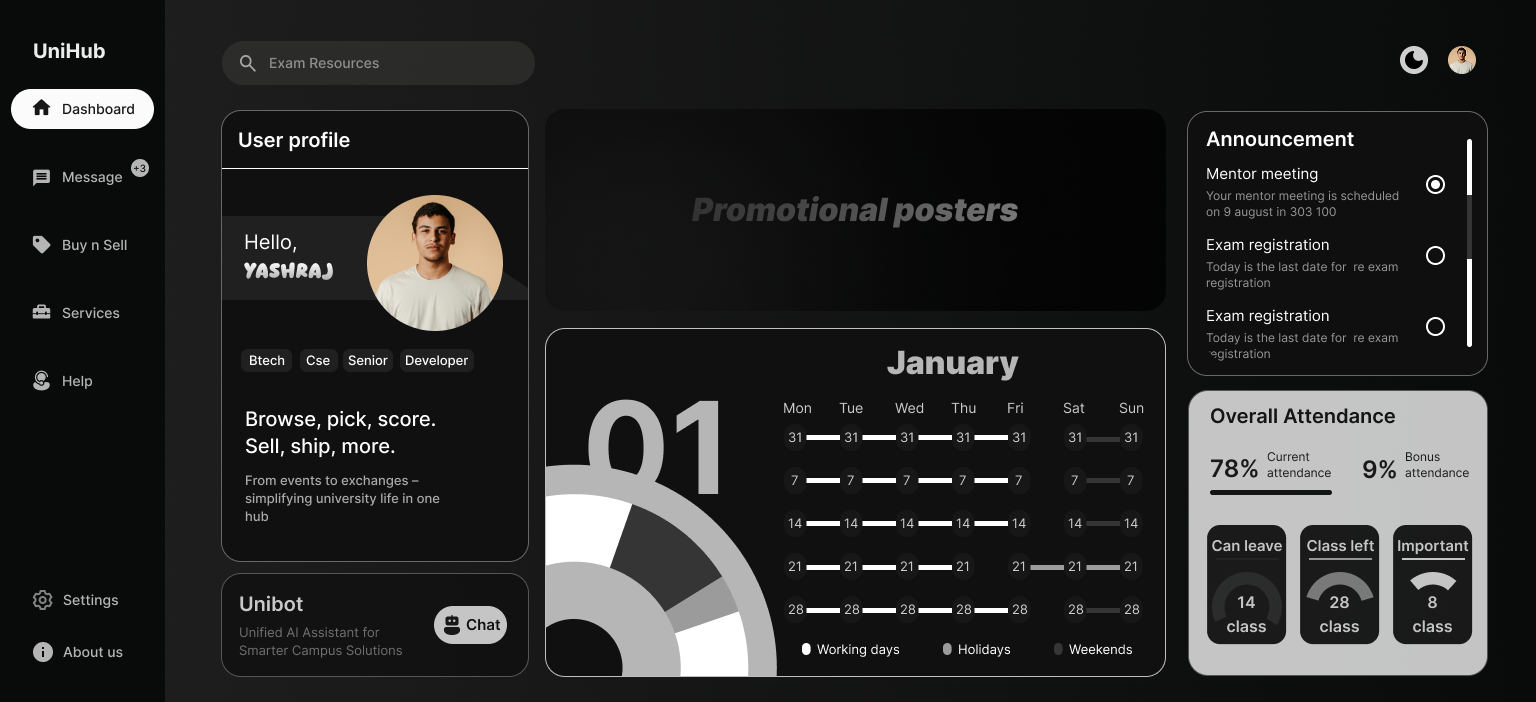 UniHub
Dashboard
Message
+3
Buy n Sell
Services
Help
Settings
About us
Exam Resources
User profile
Hello,
YASHRAJ
Btech Cse Senior Developer
Browse, pick, score.
Sell, ship, more.
From events to exchanges –
simplifying university life in one
hub
Unibot
Unified AI Assistant for
Smarter Campus Solutions
Chat
Promotional posters
01
January
Mon Tue Wed Thu Fri Sat Sun
31 31 31 31 31 31 31
7 7 7 7 7 7 7
14 14 14 14 14 14 14
21 21 21 21 21 21 21
28 28 28 28 28 28 28
Working days Holidays Weekends
Announcement
Mentor meeting
Your mentor meeting is scheduled
on 9 august in 303 100
Exam registration
Today is the last date for re exam
registration
Exam registration
Today is the last date for re exam
registration
Overall Attendance
78% Current
attendance
9% Bonus
attendance
Can leave
14
class
Class left
28
class
Important
8
class